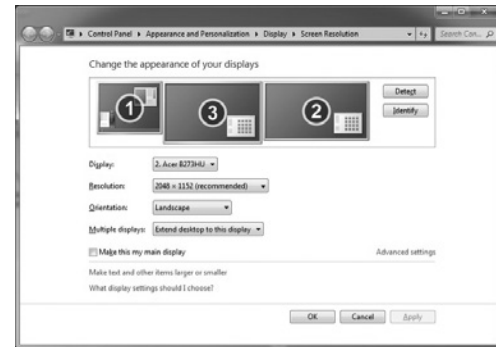 Control Panel ▸ Appearance and Personalization ▸ Display ▸ Screen Resolution
Search Con...
Change the appearance of your displays
1
3
2
Detect
Identify
Display: 2. Acer B273HU
Resolution: 2048 × 1152 (recommended)
Orientation: Landscape
Multiple displays: Extend desktop to this display
Make this my main display
Advanced settings
Make text and other items larger or smaller
What display settings should I choose?
OK Cancel Apply